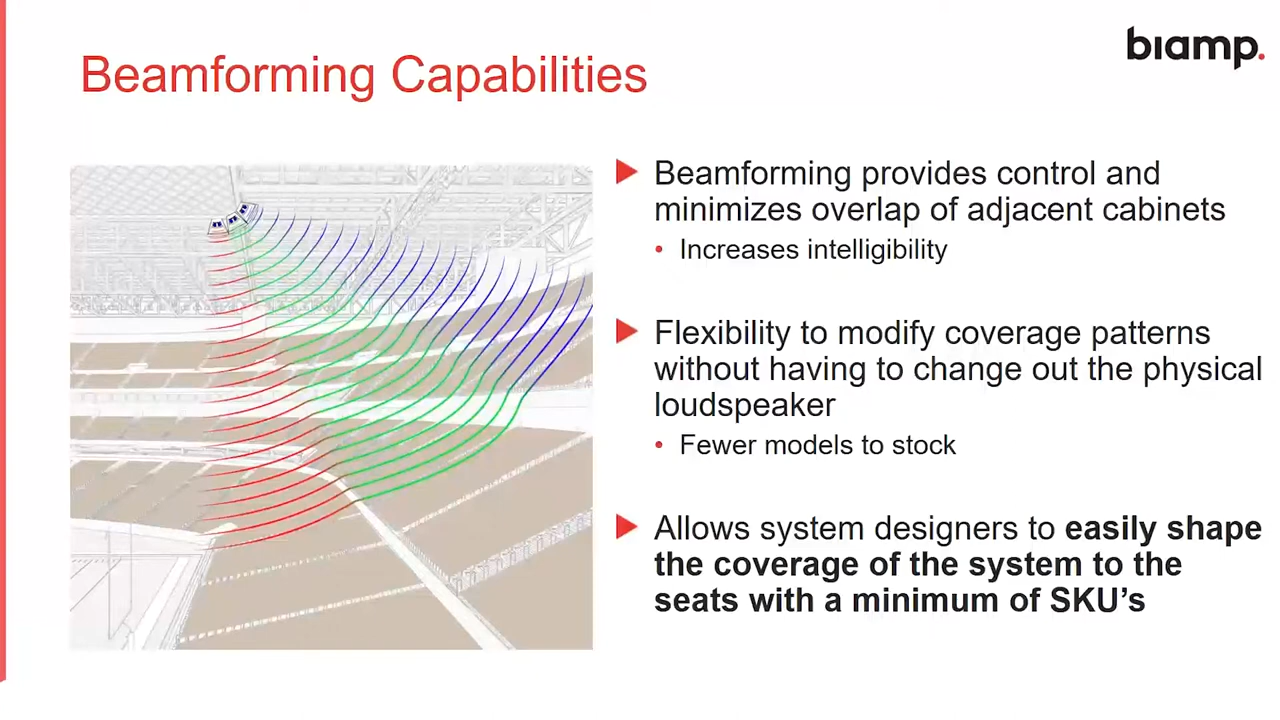 biamp.
Beamforming Capabilities
Beamforming provides control and
minimizes overlap of adjacent cabinets
• Increases intelligibility
Flexibility to modify coverage patterns
without having to change out the physical
loudspeaker
• Fewer models to stock
Allows system designers to easily shape
the coverage of the system to the
seats with a minimum of SKU’s